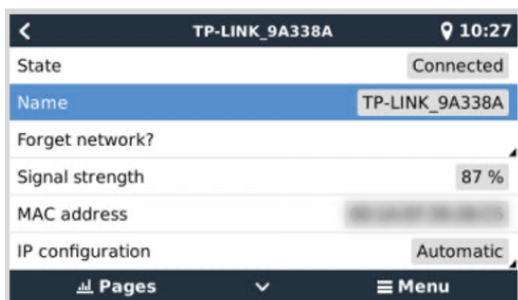 TP-LINK_9A338A 10:27
State Connected
Name TP-LINK_9A338A
Forget network?
Signal strength 87 %
MAC address
IP configuration Automatic
Pages Menu